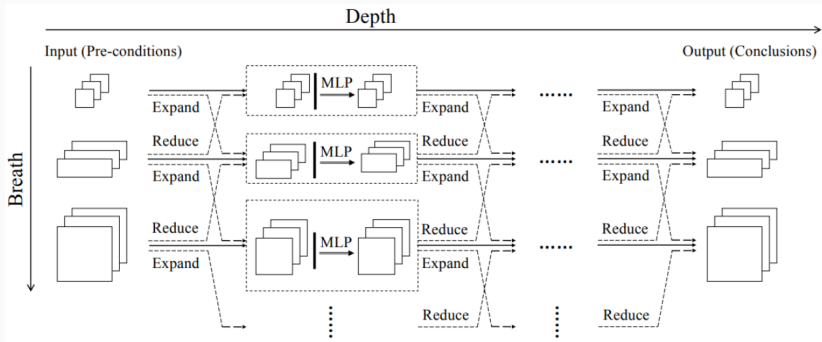 Depth
Input (Pre-conditions)
Output (Conclusions)
Breath
MLP
Expand
Expand
......
Expand
Reduce
Reduce
Reduce
MLP
Expand
Expand
......
Expand
Reduce
Reduce
Reduce
MLP
Expand
Expand
......
Reduce
Reduce